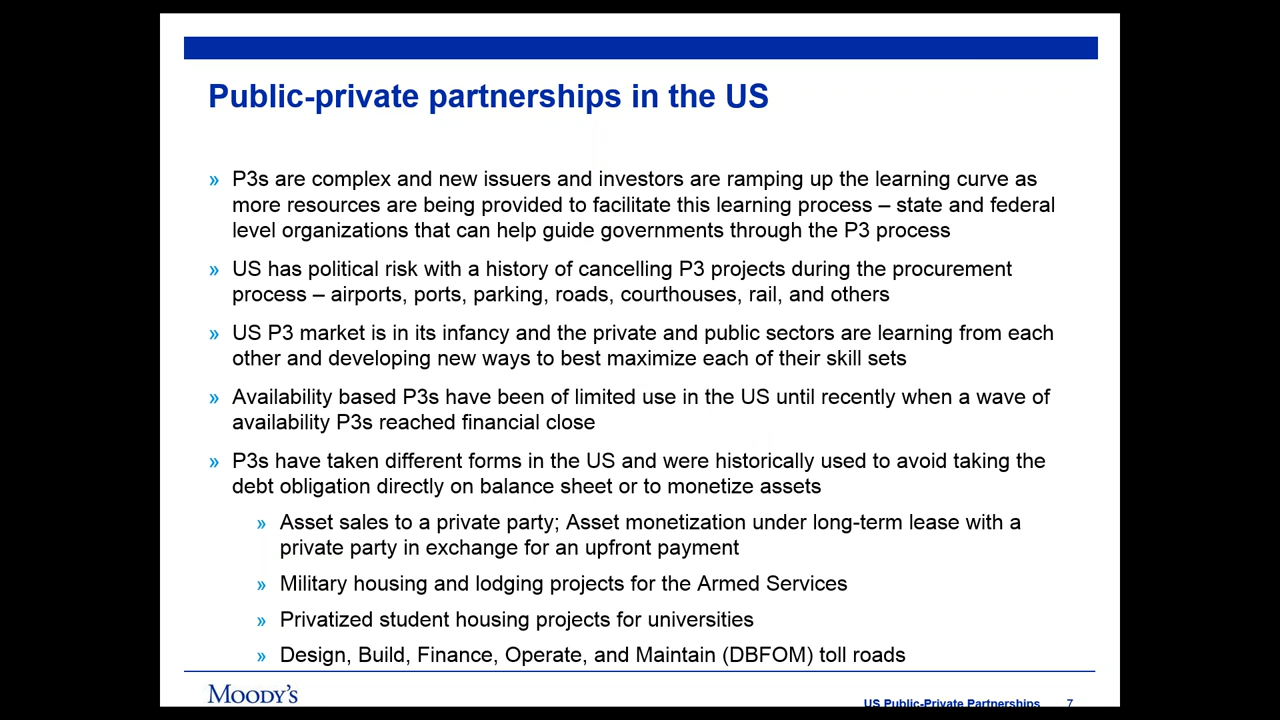 Public-private partnerships in the US
» P3s are complex and new issuers and investors are ramping up the learning curve as
more resources are being provided to facilitate this learning process – state and federal
level organizations that can help guide governments through the P3 process
» US has political risk with a history of cancelling P3 projects during the procurement
process – airports, ports, parking, roads, courthouses, rail, and others
» US P3 market is in its infancy and the private and public sectors are learning from each
other and developing new ways to best maximize each of their skill sets
» Availability based P3s have been of limited use in the US until recently when a wave of
availability P3s reached financial close
» P3s have taken different forms in the US and were historically used to avoid taking the
debt obligation directly on balance sheet or to monetize assets
» Asset sales to a private party; Asset monetization under long-term lease with a
private party in exchange for an upfront payment
» Military housing and lodging projects for the Armed Services
» Privatized student housing projects for universities
» Design, Build, Finance, Operate, and Maintain (DBFOM) toll roads
MOODY'S
US Public-Private Partnerships 7